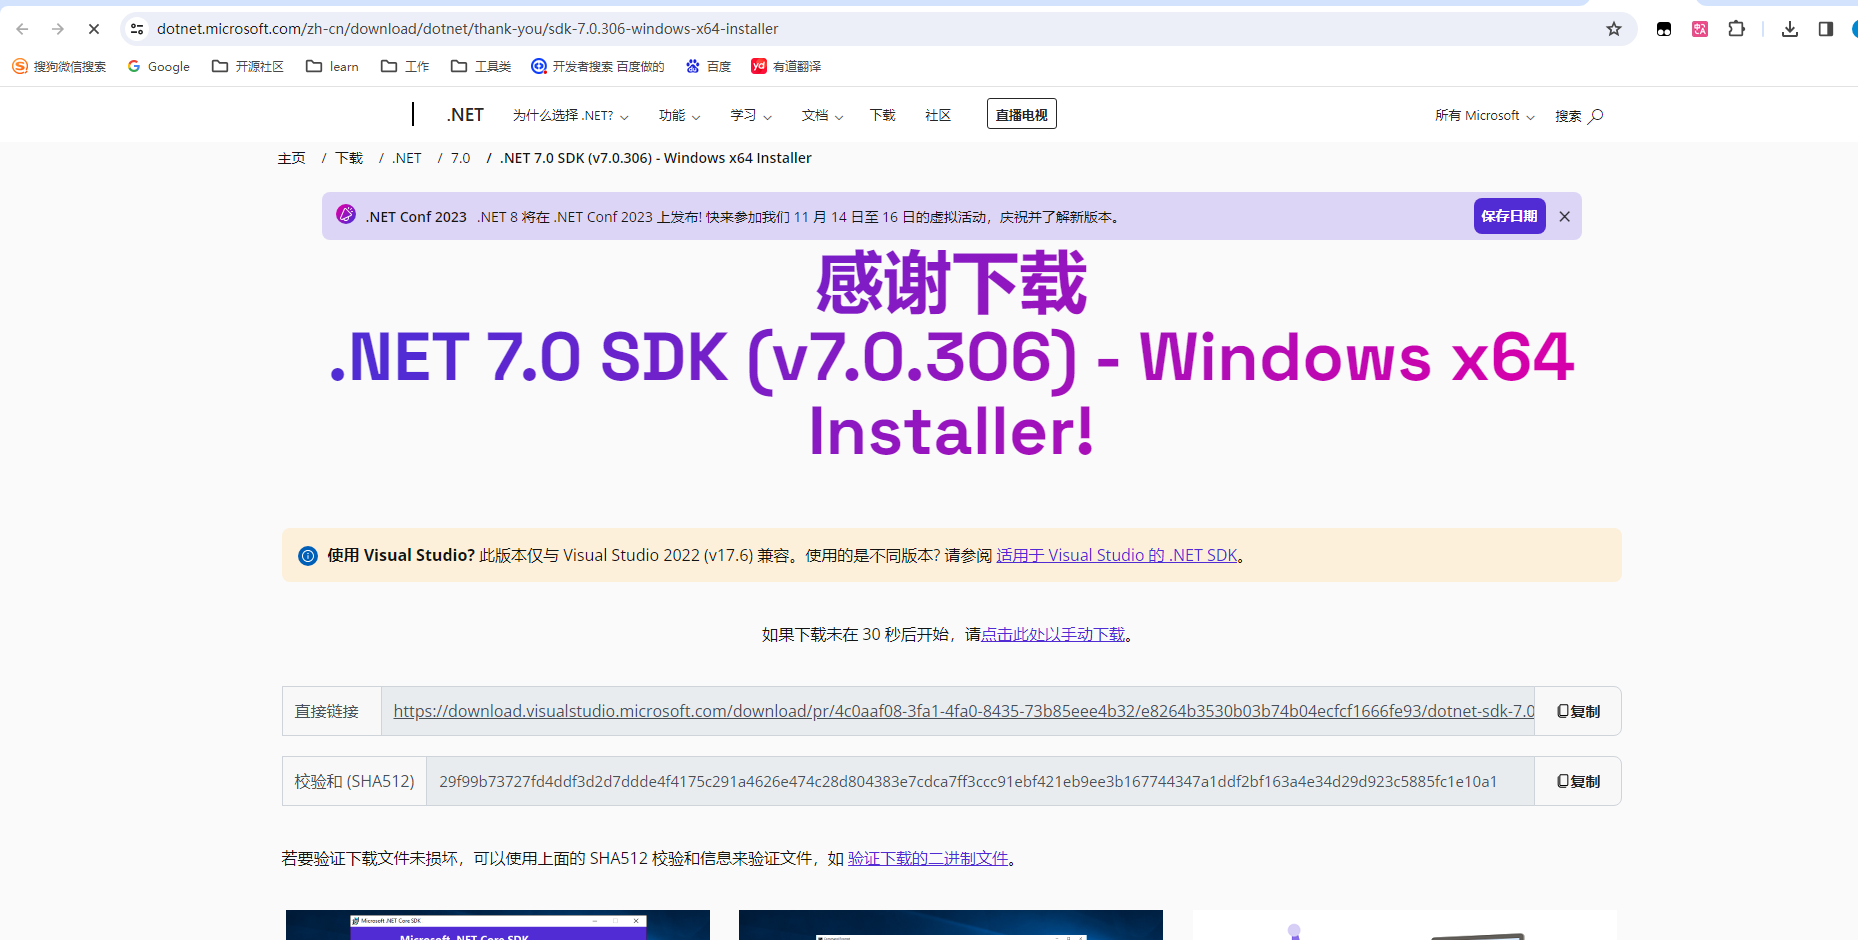 dotnet.microsoft.com/zh-cn/download/dotnet/thank-you/sdk-7.0.306-windows-x64-installer
搜狗微信搜索 Google 开源社区 learn 工作 工具类 开发者搜索 百度做的 百度 yd 有道翻译
.NET 为什么选择 .NET? 功能 学习 文档 下载 社区 直播电视 所有 Microsoft 搜索
主页 / 下载 / .NET / 7.0 / .NET 7.0 SDK (v7.0.306) - Windows x64 Installer
.NET Conf 2023 .NET 8 将在 .NET Conf 2023 上发布! 快来参加我们 11 月 14 日至 16 日的虚拟活动，庆祝并了解新版本。 保存日期
感谢下载
.NET 7.0 SDK (v7.0.306) - Windows x64
Installer!
使用 Visual Studio? 此版本仅与 Visual Studio 2022 (v17.6) 兼容。使用的是不同版本? 请参阅 适用于 Visual Studio 的 .NET SDK。
如果下载未在 30 秒后开始，请点击此处以手动下载。
直接链接 https://download.visualstudio.microsoft.com/download/pr/4c0aaf08-3fa1-4fa0-8435-73b85eee4b32/e8264b3530b03b74b04ecfcf1666fe93/dotnet-sdk-7.0 复制
校验和 (SHA512) 29f99b73727fd4ddf3d2d7ddde4f4175c291a4626e474c28d804383e7cdca7ff3ccc91ebf421eb9ee3b167744347a1ddf2bf163a4e34d29d923c5885fc1e10a1 复制
若要验证下载文件未损坏，可以使用上面的 SHA512 校验和信息来验证文件，如 验证下载的二进制文件。
Microsoft .NET Core SDK
Microsoft .NET Core SDK